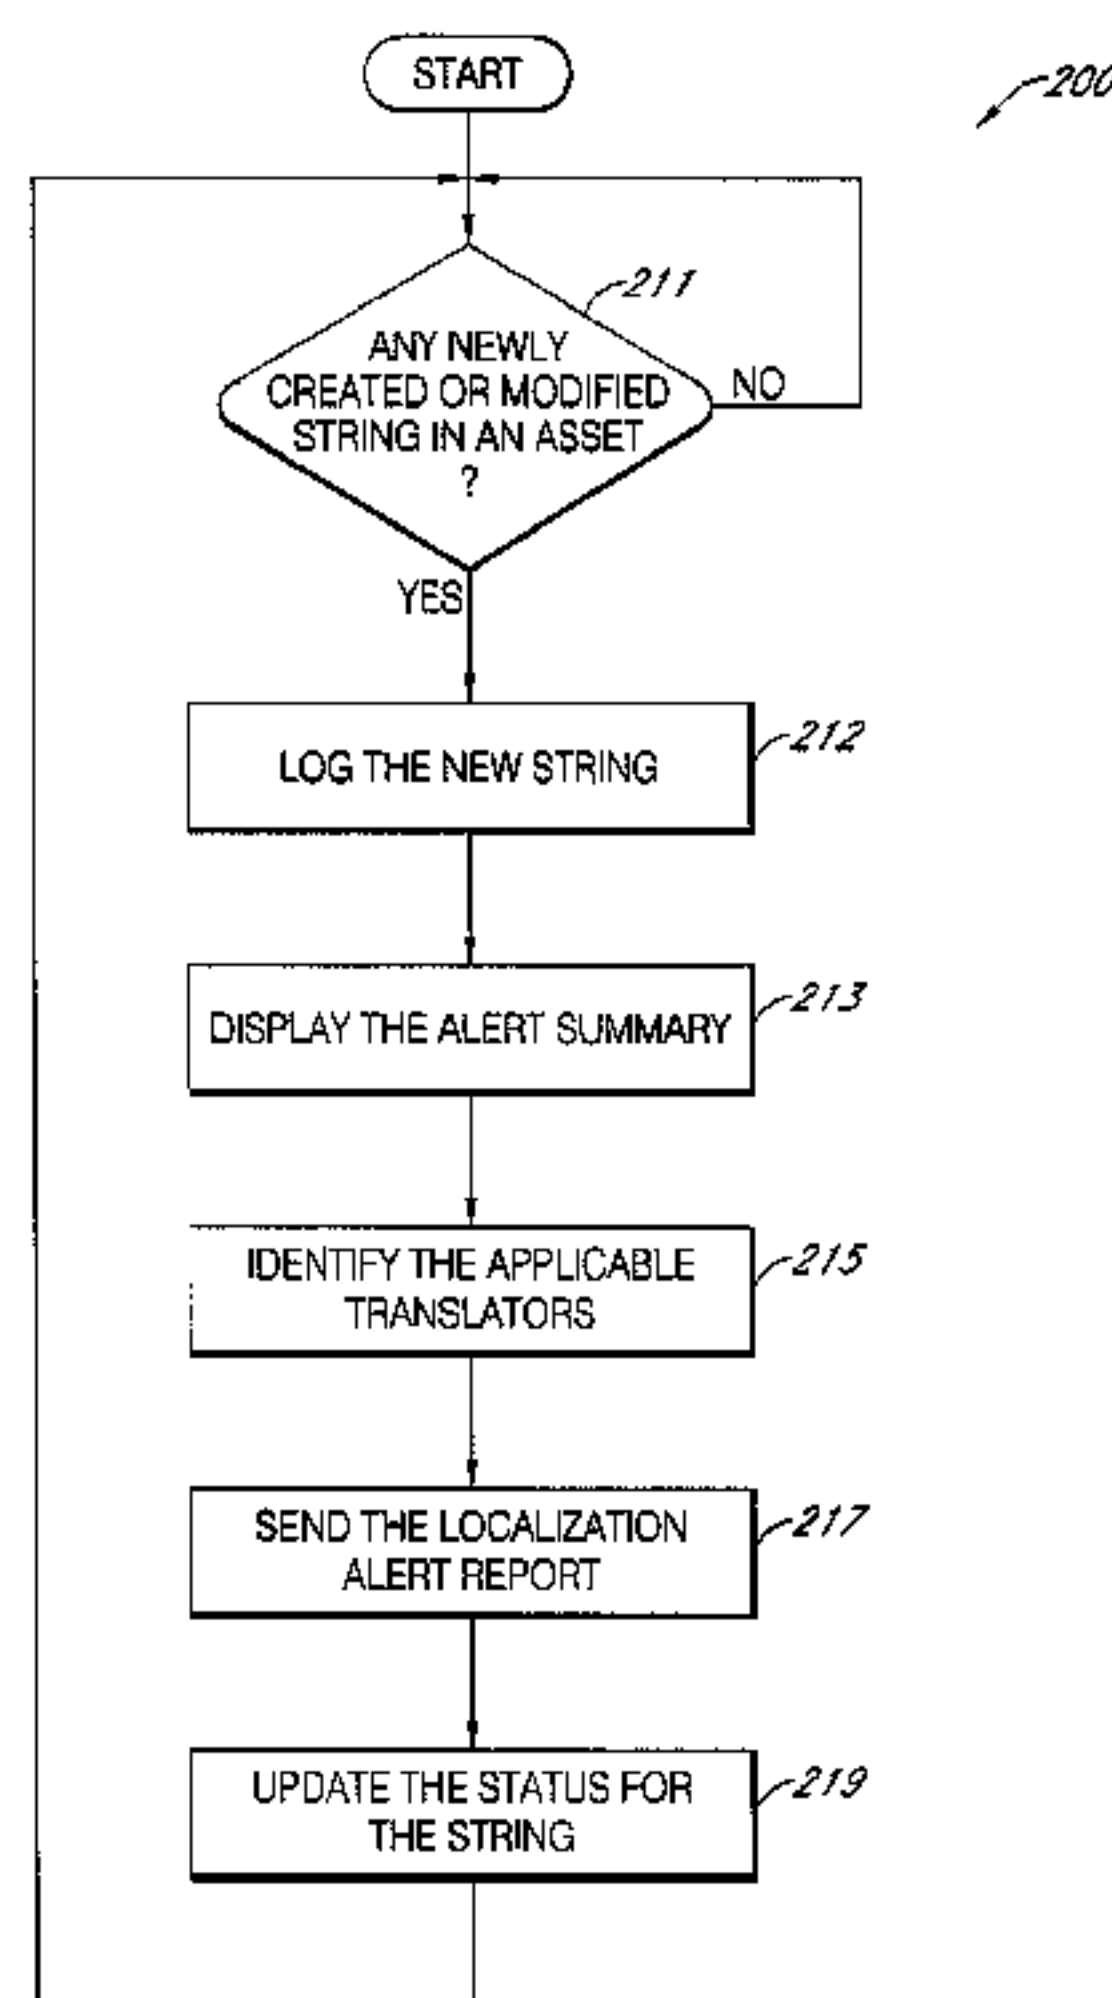 START
200
211
ANY NEWLY
CREATED OR MODIFIED
STRING IN AN ASSET
?
NO
YES
LOG THE NEW STRING
212
DISPLAY THE ALERT SUMMARY
213
IDENTIFY THE APPLICABLE
TRANSLATORS
215
SEND THE LOCALIZATION
ALERT REPORT
217
UPDATE THE STATUS FOR
THE STRING
219